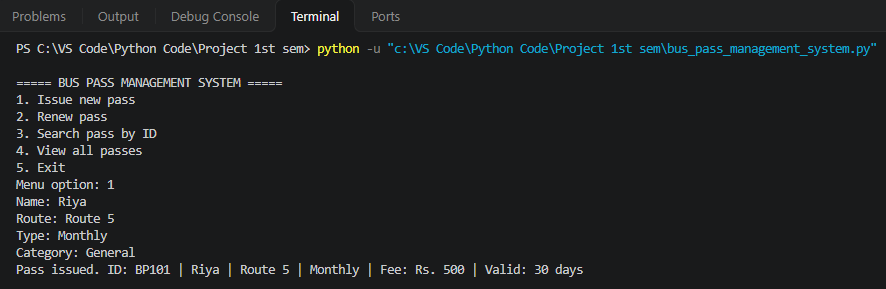 Problems Output Debug Console Terminal Ports
PS C:\VS Code\Python Code\Project 1st sem> python -u "c:\VS Code\Python Code\Project 1st sem\bus_pass_management_system.py"
===== BUS PASS MANAGEMENT SYSTEM =====
1. Issue new pass
2. Renew pass
3. Search pass by ID
4. View all passes
5. Exit
Menu option: 1
Name: Riya
Route: Route 5
Type: Monthly
Category: General
Pass issued. ID: BP101 | Riya | Route 5 | Monthly | Fee: Rs. 500 | Valid: 30 days